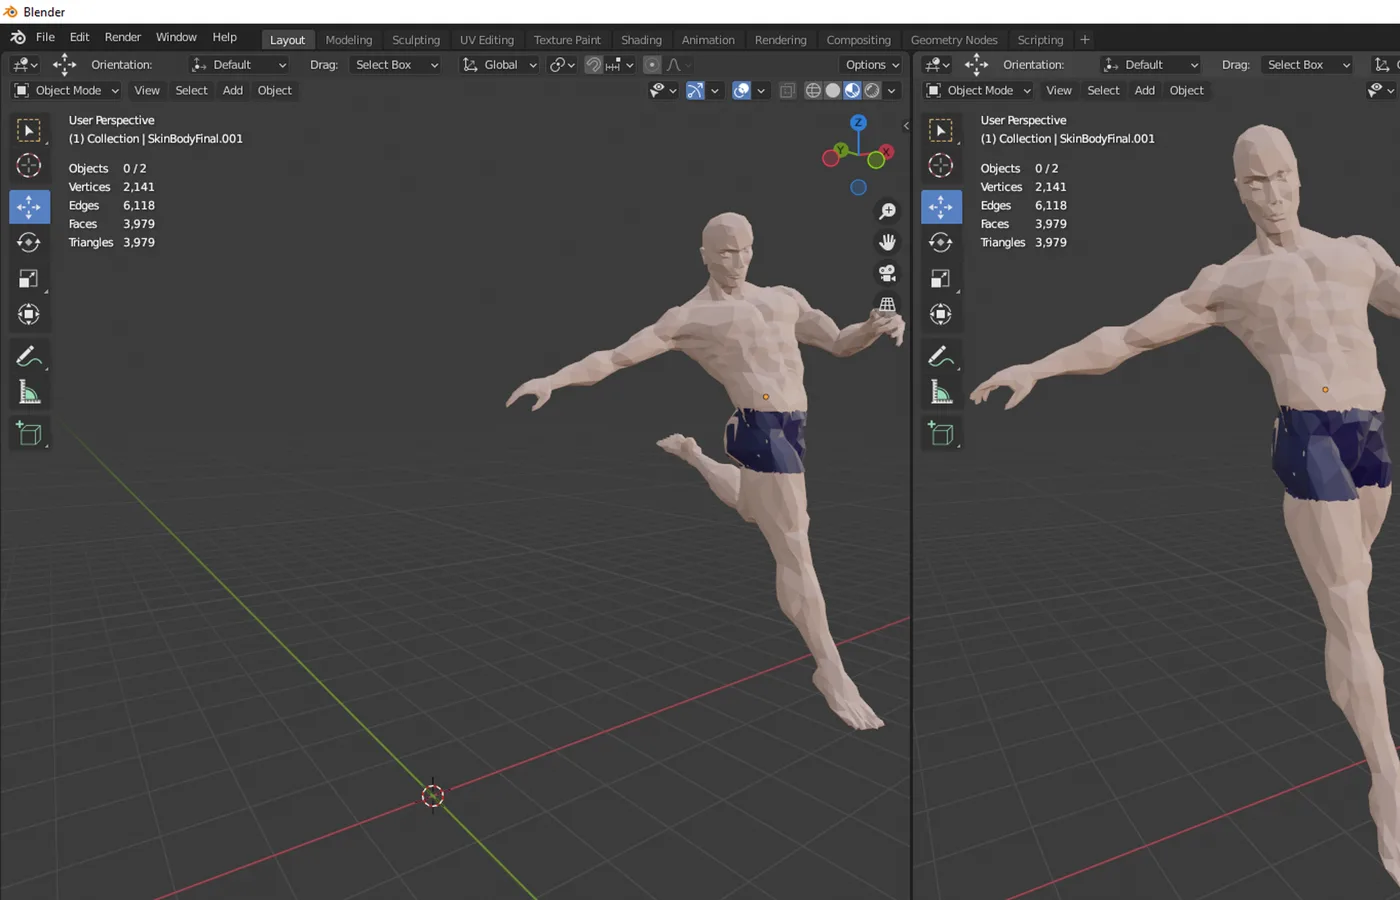 Blender
File Edit Render Window Help Layout Modeling Sculpting UV Editing Texture Paint Shading Animation Rendering Compositing Geometry Nodes Scripting +
Orientation: Default Drag: Select Box Global Options
Object Mode View Select Add Object
User Perspective
(1) Collection | SkinBodyFinal.001
Objects 0 / 2
Vertices 2,141
Edges 6,118
Faces 3,979
Triangles 3,979
Z
Y
X
Orientation: Default Drag: Select Box
Object Mode View Select Add Object
User Perspective
(1) Collection | SkinBodyFinal.001
Objects 0 / 2
Vertices 2,141
Edges 6,118
Faces 3,979
Triangles 3,979